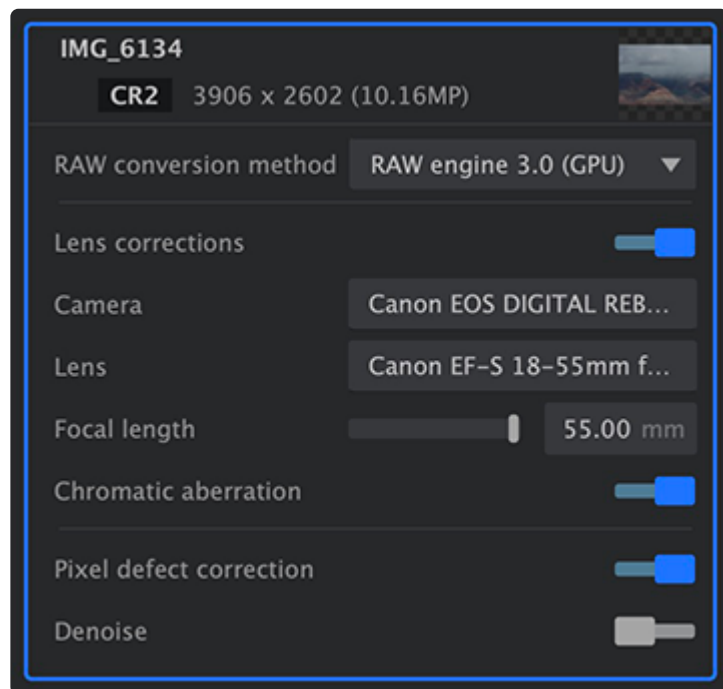 IMG_6134
CR2 3906 x 2602 (10.16MP)
RAW conversion method RAW engine 3.0 (GPU)
Lens corrections
Camera Canon EOS DIGITAL REB...
Lens Canon EF-S 18-55mm f...
Focal length 55.00 mm
Chromatic aberration
Pixel defect correction
Denoise